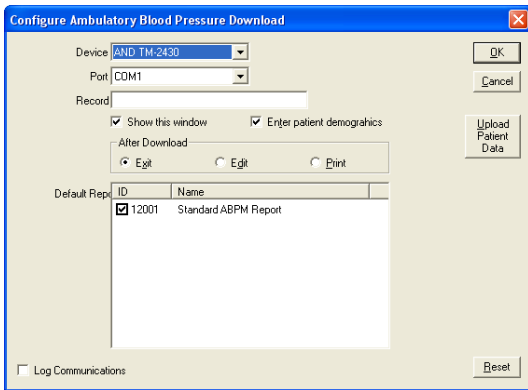 Configure Ambulatory Blood Pressure Download
Device AND TM-2430
OK
Port COM1
Cancel
Record
Show this window Enter patient demograhics
Upload
Patient
Data
After Download
Exit Edit Print
Default Repo ID Name
12001 Standard ABPM Report
Log Communications
Reset